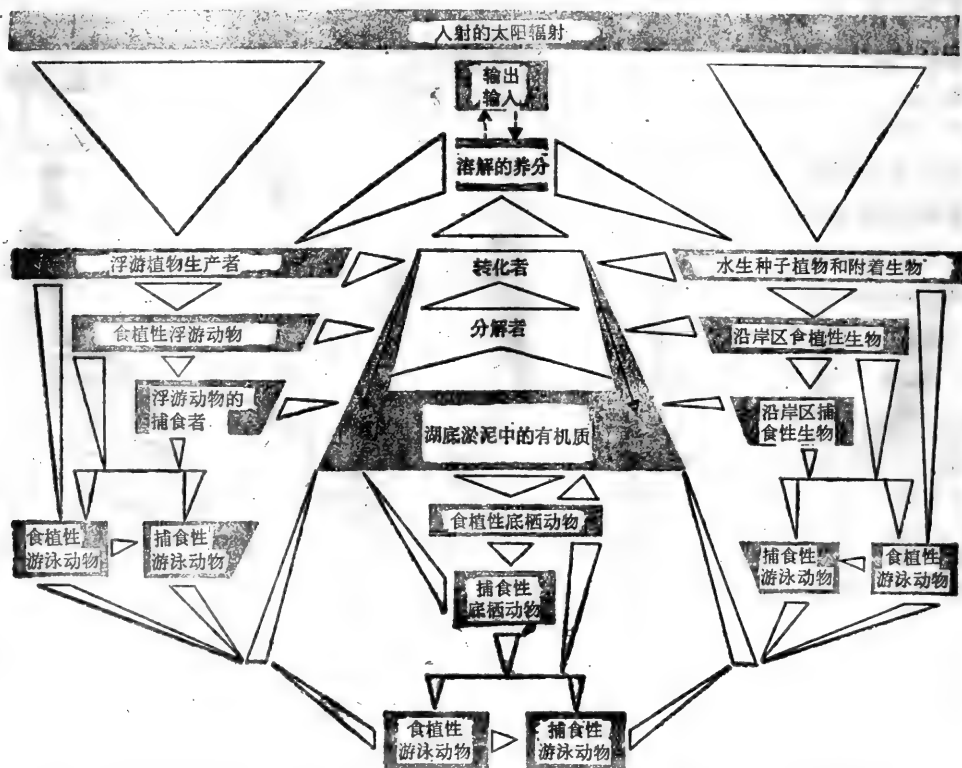 入射的太阳辐射
输出
输入
溶解的养分
浮游植物生产者
转化者
水生种子植物和附着生物
食植性浮游动物
分解者
沿岸区食植性生物
浮游动物的
捕食者
湖底淤泥中的有机质
沿岸区捕
食性生物
食植性底栖动物
食植性
游泳动物
捕食性
游泳动物
捕食性
底栖动物
捕食性
游泳动物
食植性
游泳动物
食植性
游泳动物
捕食性
游泳动物